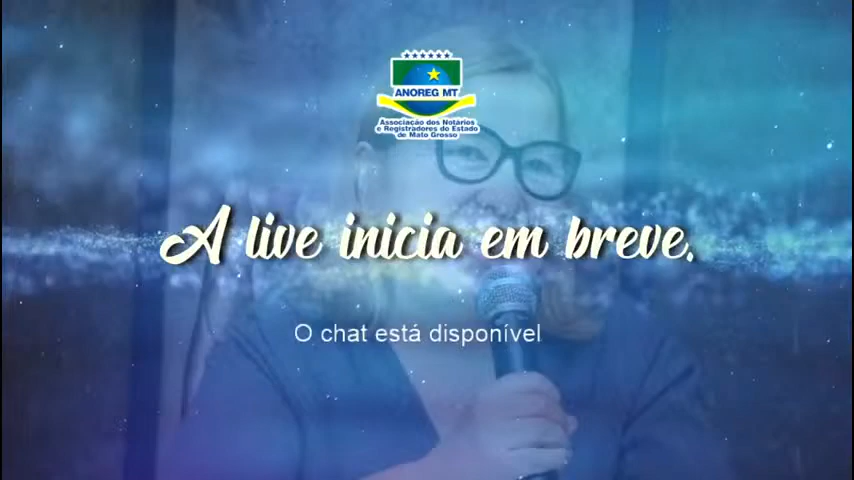 ANOREG MT
Associação dos Notários
e Registradores do Estado
de Mato Grosso
A live inicia em breve.
O chat está disponível